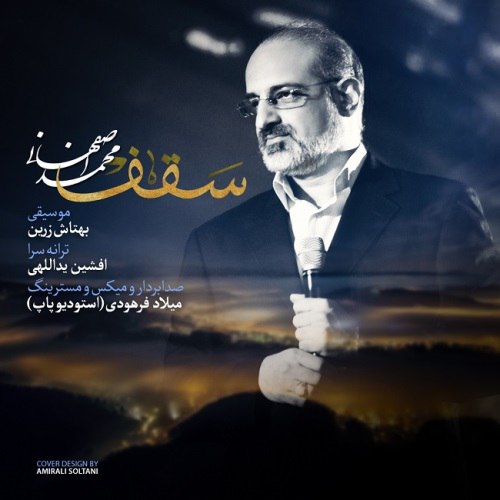 محمد اصفهانی
سقف
موسیقی
بهتاش زرین
ترانه سرا
افشین یداللهی
صدابردار و میکس و مسترینگ
میلاد فرهودی (استودیو پاپ)
COVER DESIGN BY
AMIRALI SOLTANI